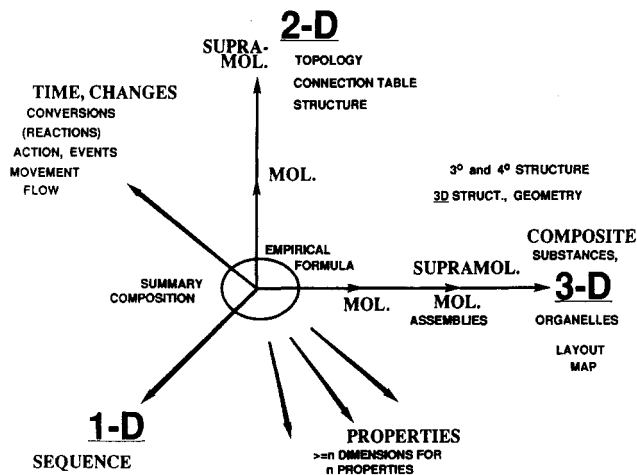 2-D
SUPRA-
MOL.
TOPOLOGY
CONNECTION TABLE
STRUCTURE
TIME, CHANGES
CONVERSIONS
(REACTIONS)
ACTION, EVENTS
MOVEMENT
FLOW
MOL.
3º and 4º STRUCTURE
3D STRUCT., GEOMETRY
EMPIRICAL
FORMULA
SUMMARY
COMPOSITION
COMPOSITE
SUBSTANCES,
SUPRAMOL.
3-D
MOL.
MOL.
ASSEMBLIES
ORGANELLES
LAYOUT
MAP
1-D
SEQUENCE
PROPERTIES
>=n DIMENSIONS FOR
n PROPERTIES